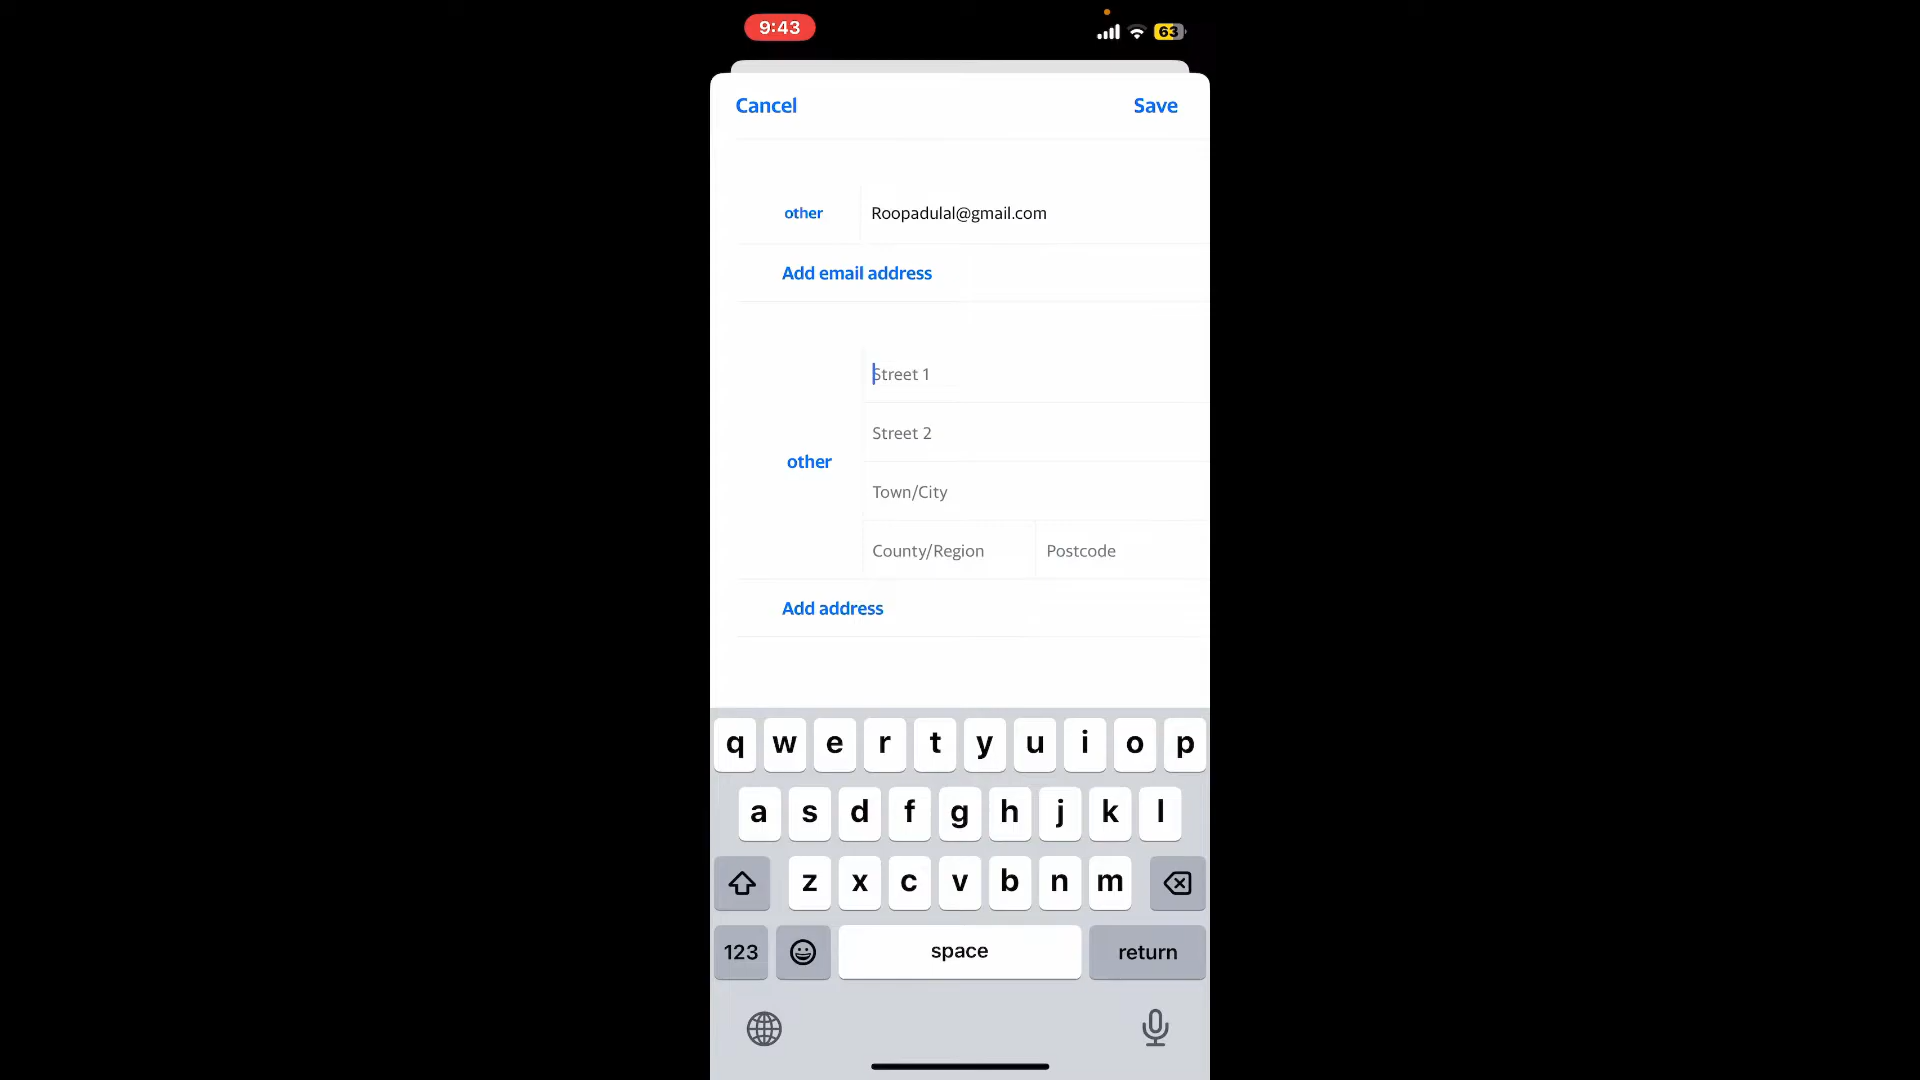 9:43
63
Cancel Save
other Roopadulal@gmail.com
Add email address
Street 1
Street 2
other
Town/City
County/Region Postcode
Add address
q w e r t y u i o p
a s d f g h j k l
z x c v b n m
123 space return